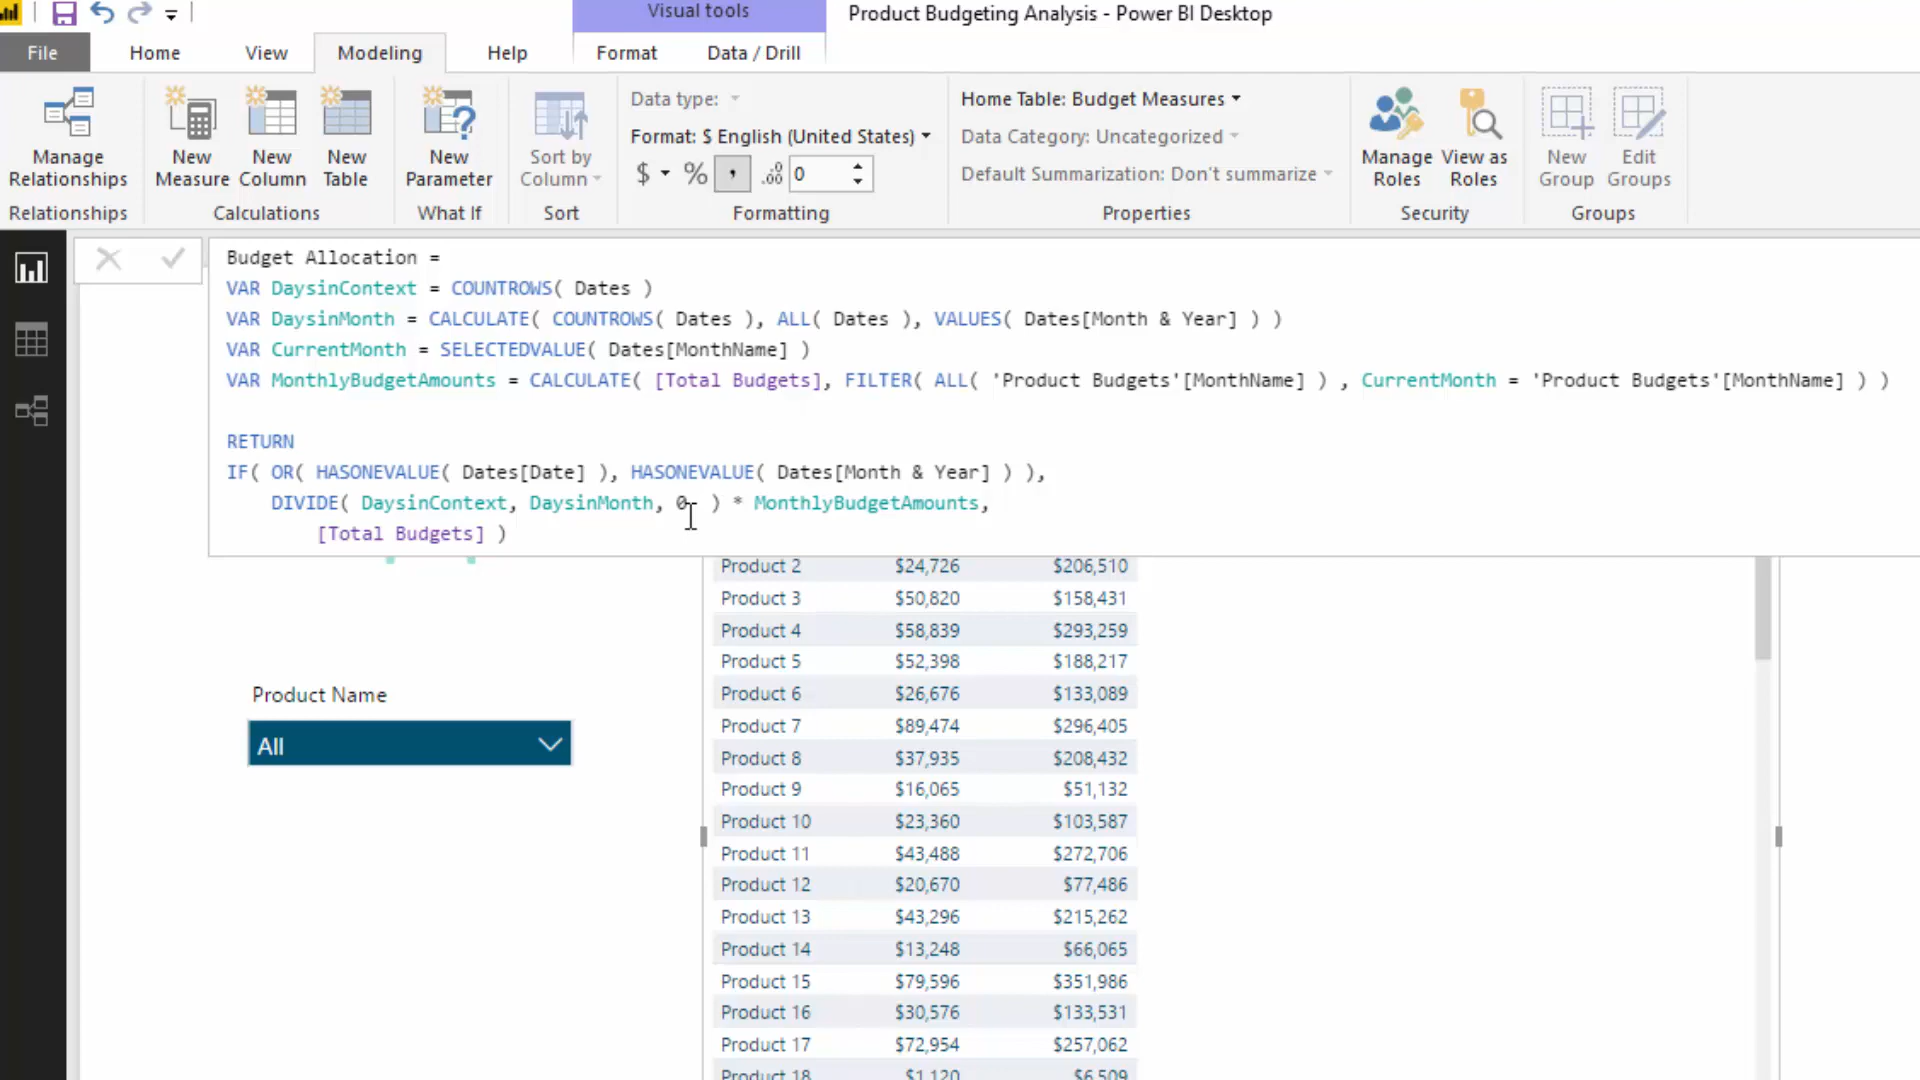 Visual tools
Product Budgeting Analysis - Power BI Desktop
File
Home
View
Modeling
Help
Format
Data / Drill
Manage
Relationships
Relationships
New
Measure
New
Column
New
Table
Calculations
New
Parameter
What If
Sort by
Column
Sort
Data type:
Format: $ English (United States)
$ % , .00 0
Formatting
Home Table: Budget Measures
Data Category: Uncategorized
Default Summarization: Don't summarize
Properties
Manage
Roles
View as
Roles
Security
New
Group
Edit
Groups
Groups
Budget Allocation =
VAR DaysinContext = COUNTROWS( Dates )
VAR DaysinMonth = CALCULATE( COUNTROWS( Dates ), ALL( Dates ), VALUES( Dates[Month & Year] ) )
VAR CurrentMonth = SELECTEDVALUE( Dates[MonthName] )
VAR MonthlyBudgetAmounts = CALCULATE( [Total Budgets], FILTER( ALL( 'Product Budgets'[MonthName] ) , CurrentMonth = 'Product Budgets'[MonthName] ) )
RETURN
IF( OR( HASONEVALUE( Dates[Date] ), HASONEVALUE( Dates[Month & Year] ) ),
DIVIDE( DaysinContext, DaysinMonth, 0 ) * MonthlyBudgetAmounts,
[Total Budgets] )
Product Name
All
Product 2 $24,726 $206,510
Product 3 $50,820 $158,431
Product 4 $58,839 $293,259
Product 5 $52,398 $188,217
Product 6 $26,676 $133,089
Product 7 $89,474 $296,405
Product 8 $37,935 $208,432
Product 9 $16,065 $51,132
Product 10 $23,360 $103,587
Product 11 $43,488 $272,706
Product 12 $20,670 $77,486
Product 13 $43,296 $215,262
Product 14 $13,248 $66,065
Product 15 $79,596 $351,986
Product 16 $30,576 $133,531
Product 17 $72,954 $257,062
Product 18 $1,120 $6,509